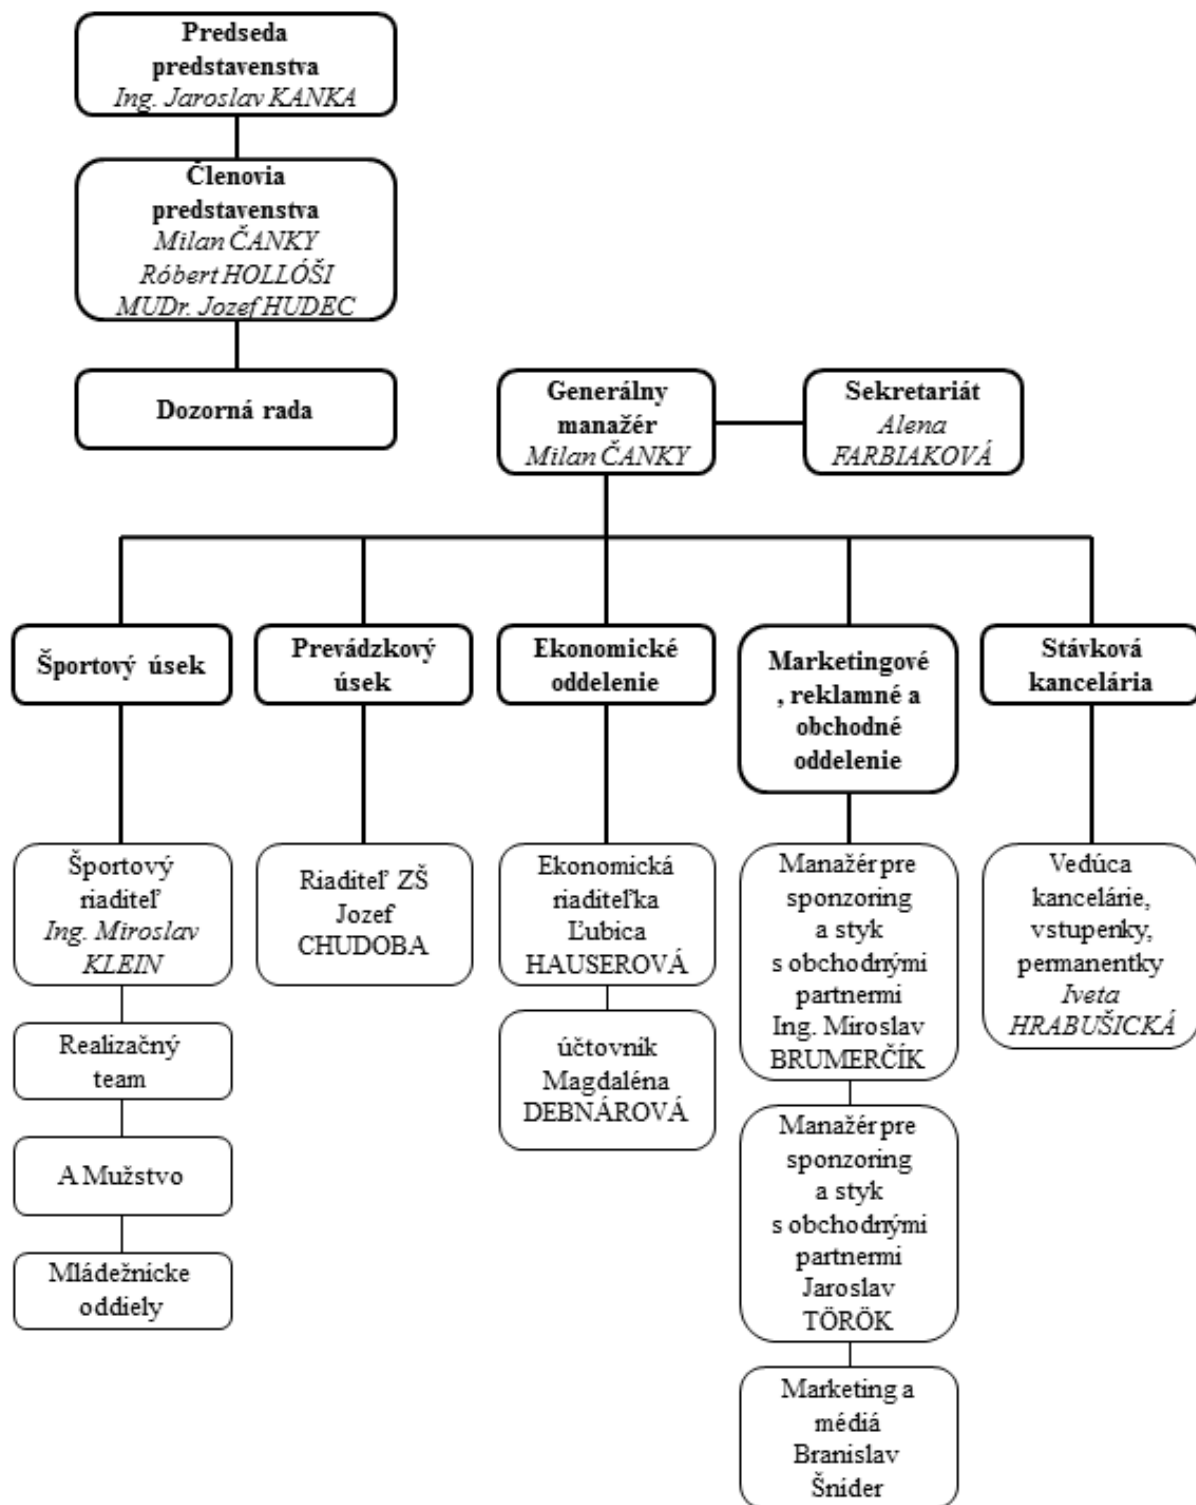 Predseda
predstavenstva
Ing. Jaroslav KANKA
Členovia
predstavenstva
Milan ČANKY
Róbert HOLLÓŠI
MUDr. Jozef HUDEC
Dozorná rada
Generálny
manažér
Milan ČANKY
Sekretariát
Alena
FARBIAKOVÁ
Športový úsek
Prevádzkový
úsek
Ekonomické
oddelenie
Marketingové
, reklamné a
obchodné
oddelenie
Stávková
kancelária
Športový
riaditeľ
Ing. Miroslav
KLEIN
Realizačný
team
A Mužstvo
Mládežnícke
oddiely
Riaditeľ ZŠ
Jozef
CHUDOBA
Ekonomická
riaditeľka
Ľubica
HAUSEROVÁ
účtovník
Magdaléna
DEBNÁROVÁ
Manažér pre
sponzoring
a styk
s obchodnými
partnermi
Ing. Miroslav
BRUMERČÍK
Manažér pre
sponzoring
a styk
s obchodnými
partnermi
Jaroslav
TÖRÖK
Marketing a
médiá
Branislav
Šnider
Vedúca
kancelárie,
vstupenky,
permanentky
Iveta
HRABUŠICKÁ